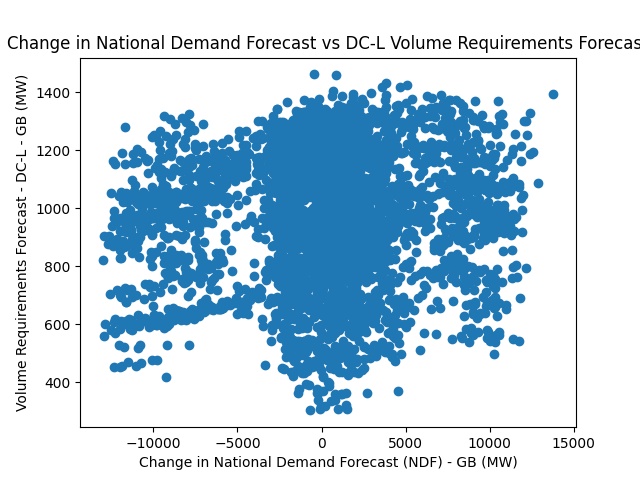 Change in National Demand Forecast vs DC-L Volume Requirements Forecas
1400
1200
1000
800
600
400
Volume Requirements Forecast - DC-L - GB (MW)
−10000 −5000 0 5000 10000 15000
Change in National Demand Forecast (NDF) - GB (MW)